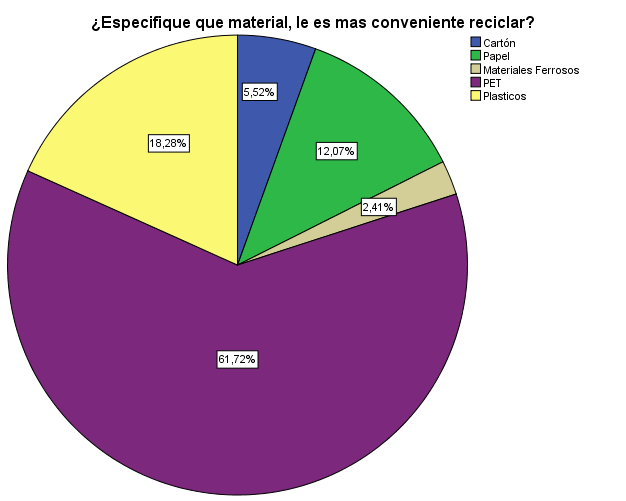 ¿Especifique que material, le es mas conveniente reciclar?
Cartón
Papel
Materiales Ferrosos
PET
Plasticos
5,52%
18,28%
12,07%
2,41%
61,72%